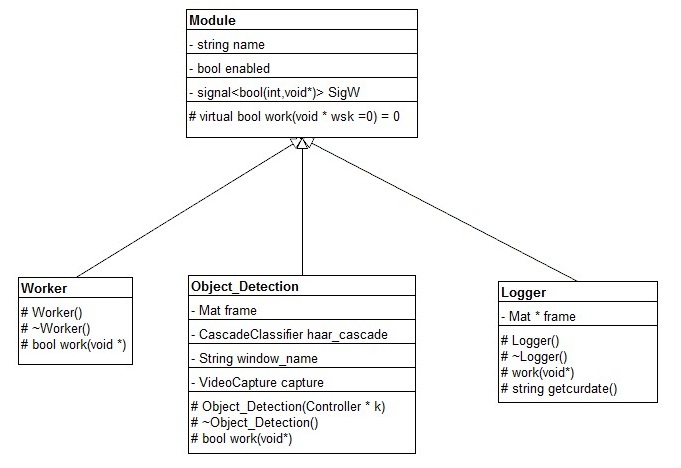 Module
- string name
- bool enabled
- signal<bool(int,void*)> SigW
# virtual bool work(void * wsk =0) = 0
Worker
# Worker()
# ~Worker()
# bool work(void *)
Object_Detection
- Mat frame
- CascadeClassifier haar_cascade
- String window_name
- VideoCapture capture
# Object_Detection(Controller * k)
# ~Object_Detection()
# bool work(void*)
Logger
- Mat * frame
# Logger()
# ~Logger()
# work(void*)
# string getcurdate()